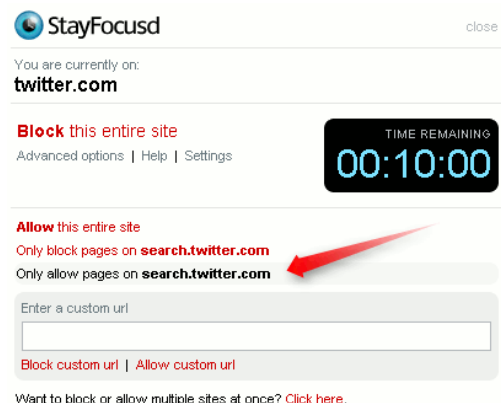 StayFocusd
close
You are currently on:
twitter.com
Block this entire site
Advanced options | Help | Settings
TIME REMAINING
00:10:00
Allow this entire site
Only block pages on search.twitter.com
Only allow pages on search.twitter.com
Enter a custom url
Block custom url | Allow custom url
Want to block or allow multiple sites at once? Click here.